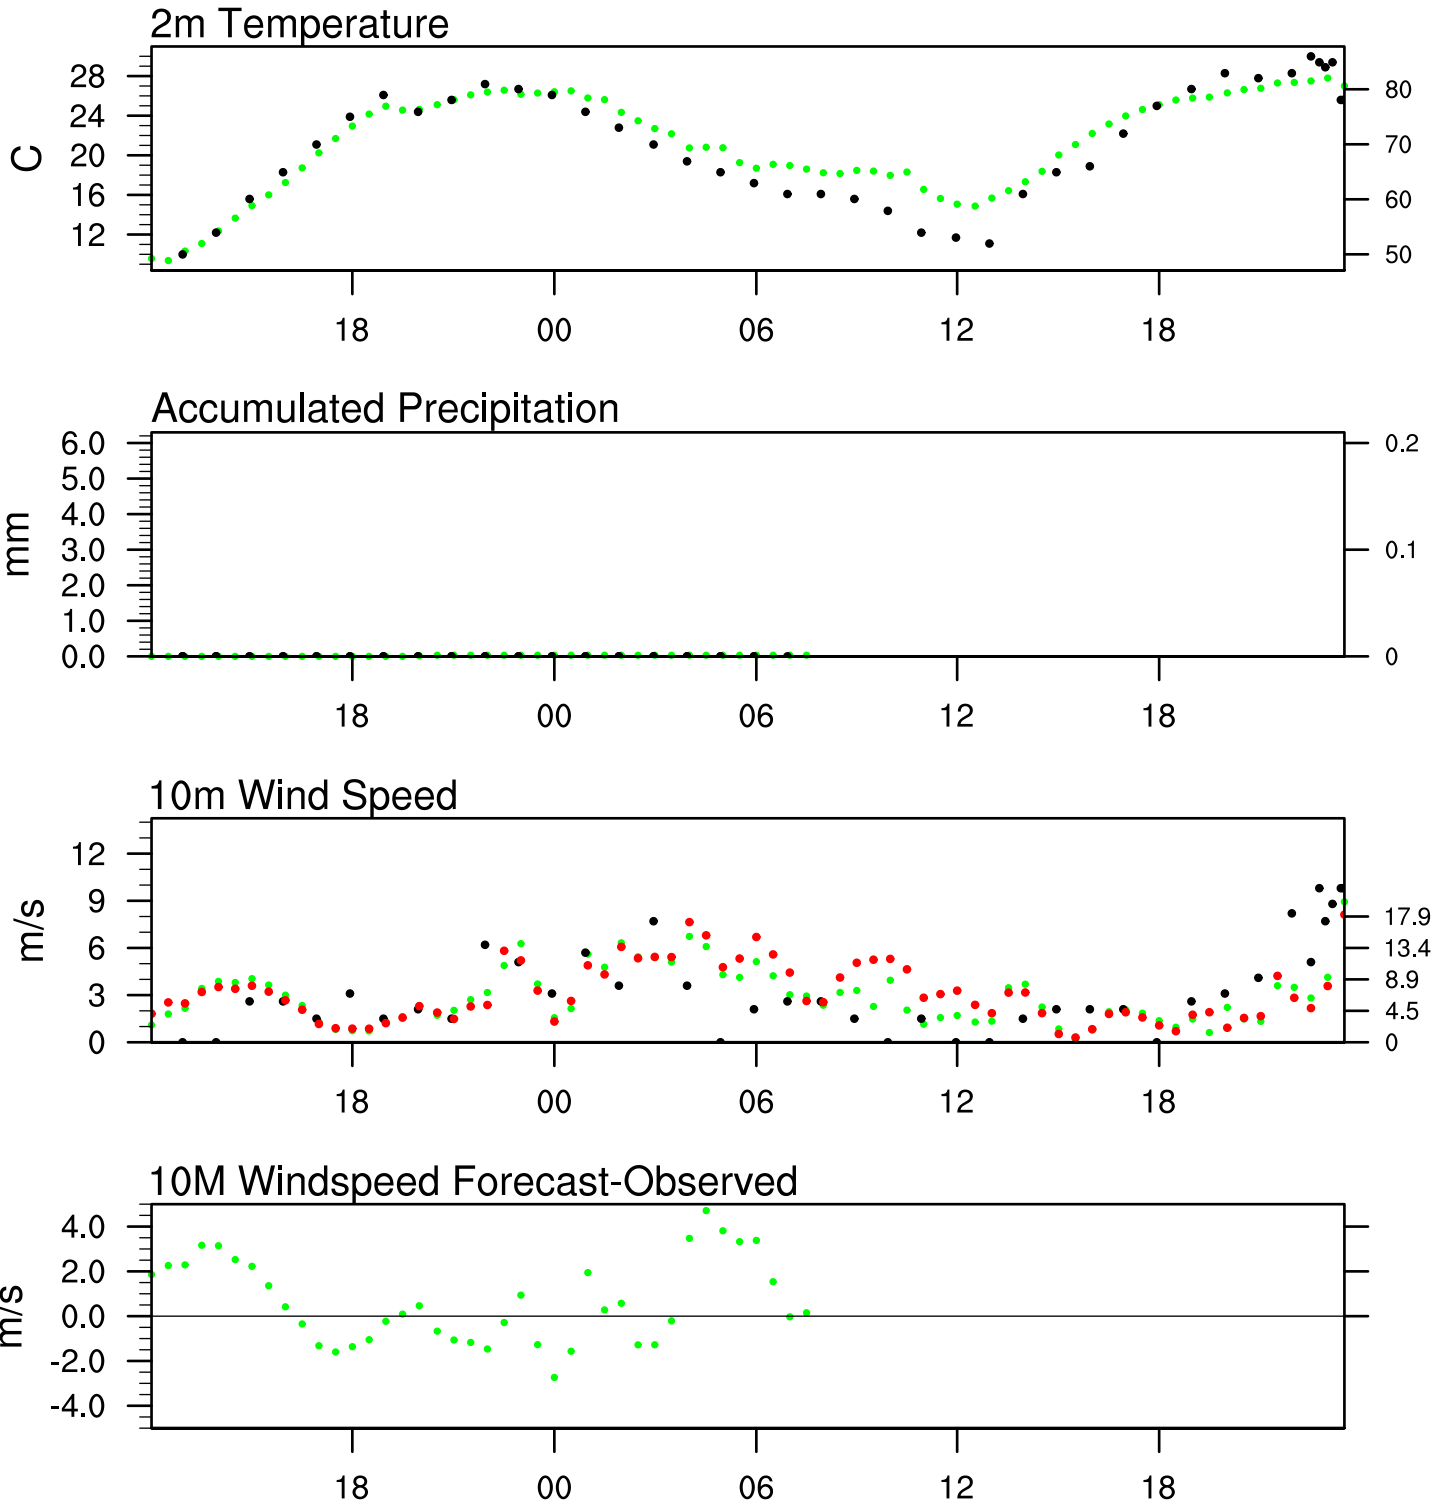 2m Temperature
28
24
20
16
12
C
80
70
60
50
18 00 06 12 18
Accumulated Precipitation
6.0
5.0
4.0
3.0
2.0
1.0
0.0
mm
0.2
0.1
0
18 00 06 12 18
10m Wind Speed
12
9
6
3
0
m/s
17.9
13.4
8.9
4.5
0
18 00 06 12 18
10M Windspeed Forecast-Observed
4.0
2.0
0.0
-2.0
-4.0
m/s
18 00 06 12 18